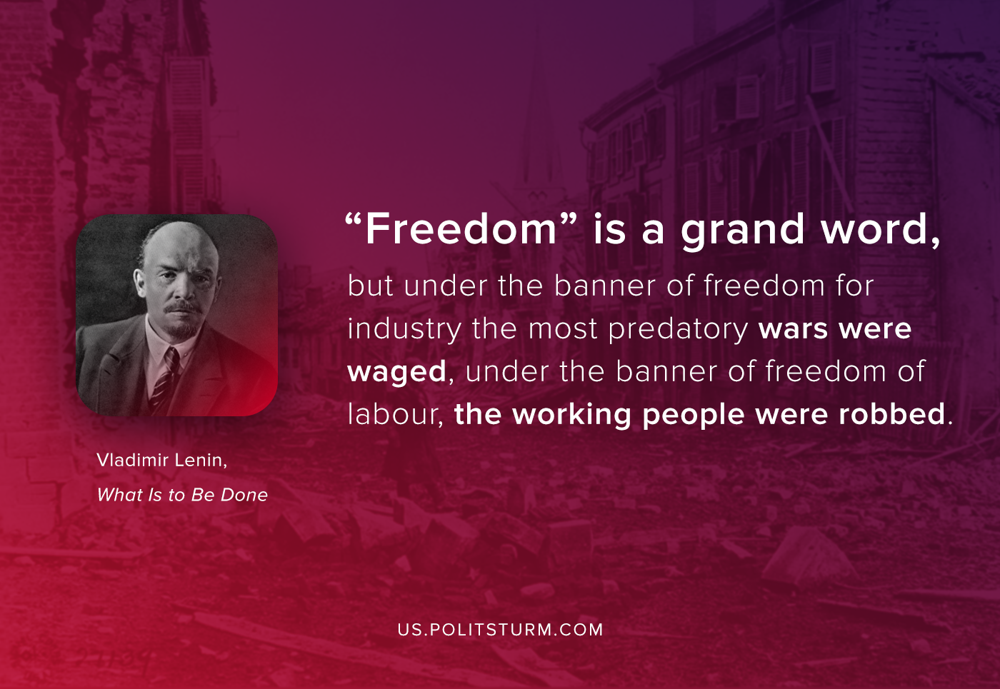 “Freedom” is a grand word,
but under the banner of freedom for
industry the most predatory wars were
waged, under the banner of freedom of
labour, the working people were robbed.
Vladimir Lenin,
What Is to Be Done
US.POLITSTURM.COM